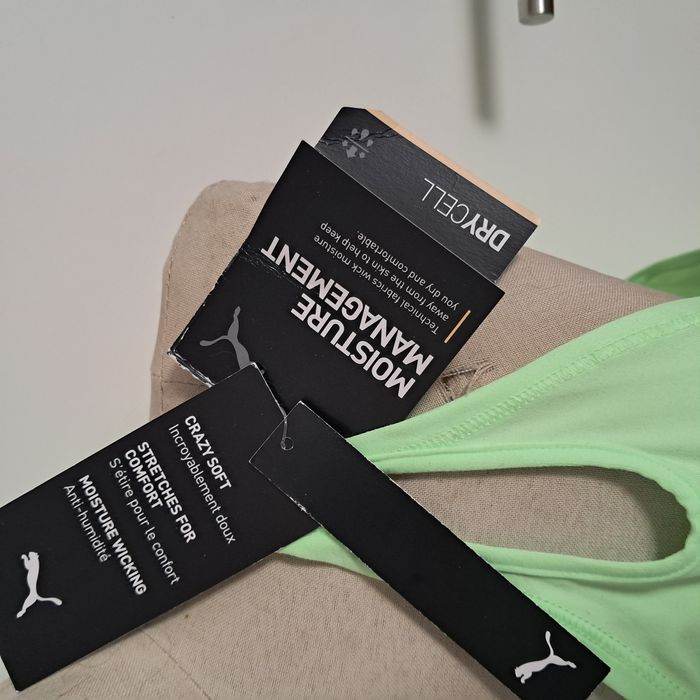 DRYCELL
MOISTURE
MANAGEMENT
Technical fabrics wick moisture
away from the skin to help keep
you dry and comfortable.
CRAZY SOFT
Incroyablement doux
STRETCHES FOR
COMFORT
S'étire pour le confort
MOISTURE WICKING
Anti-humidité